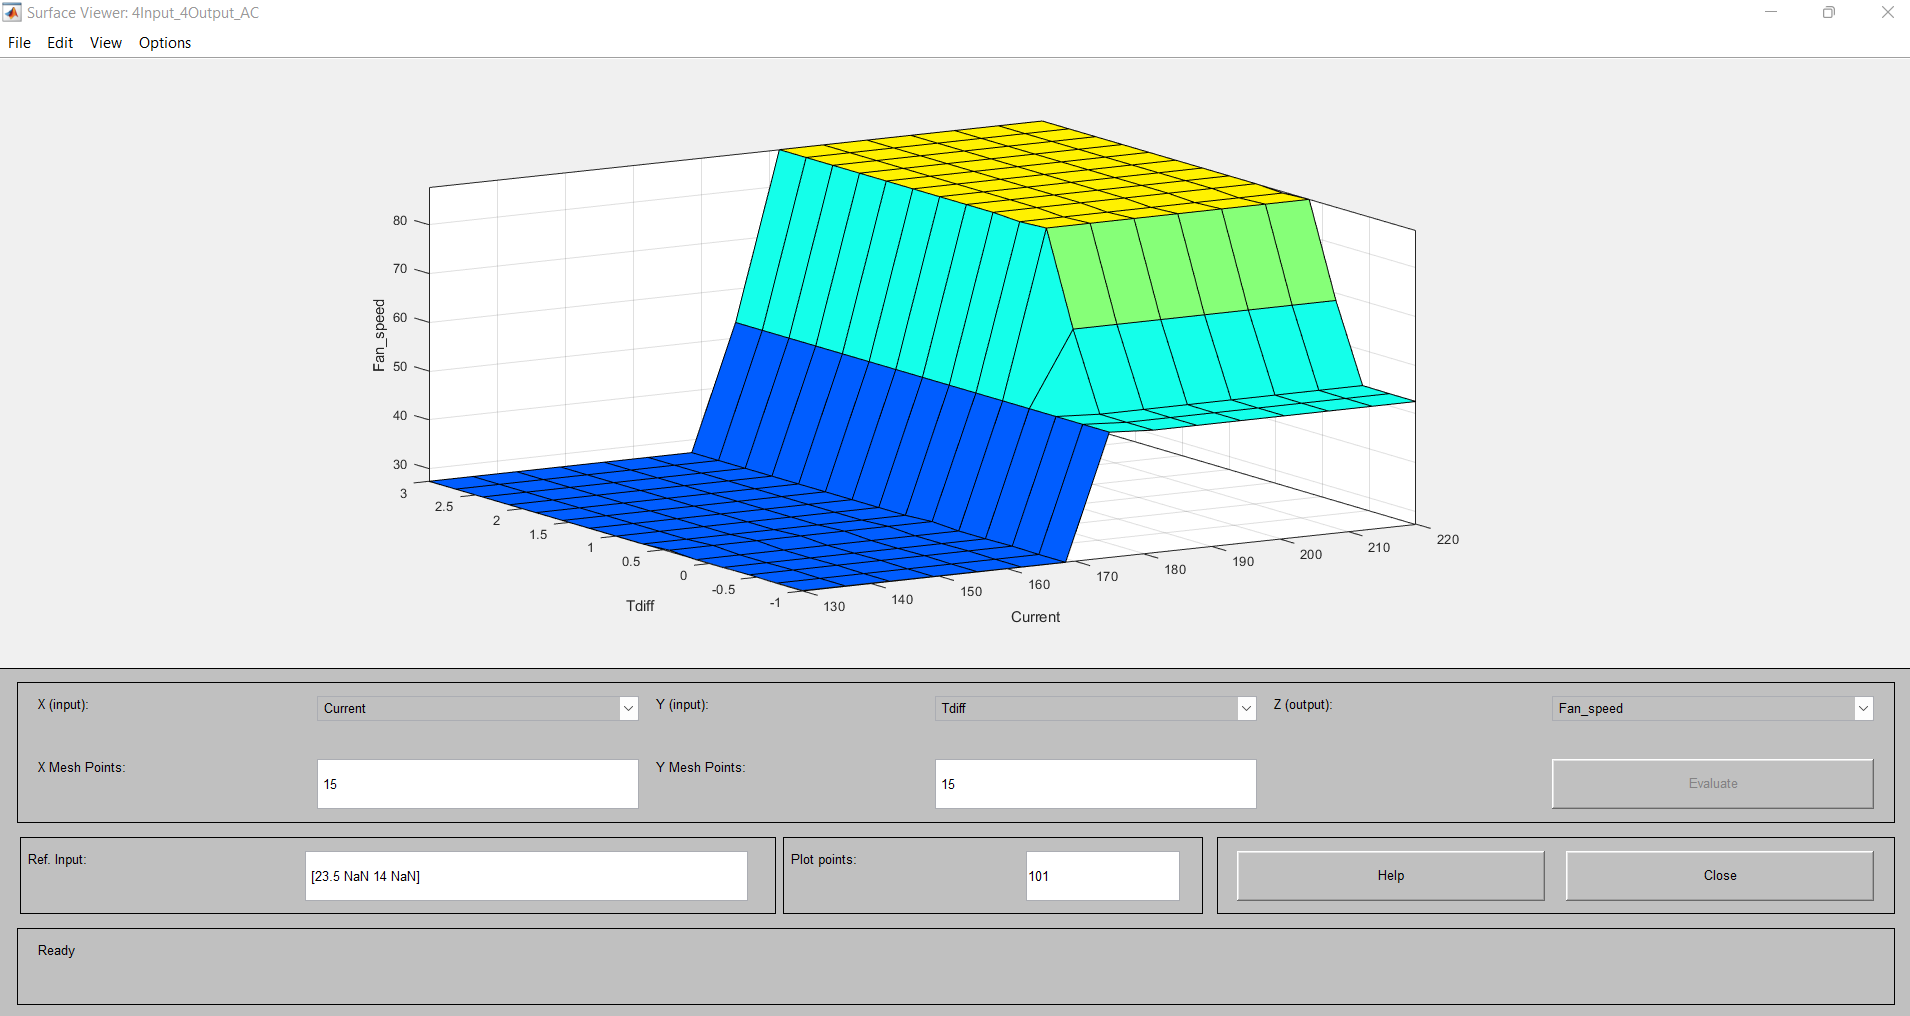 Surface Viewer: 4Input_4Output_AC
File Edit View Options
Fan_speed
80
70
60
50
40
30
3
2.5
2
1.5
1
0.5
0
-0.5
-1
Tdiff
130
140
150
160
170
180
190
200
210
220
Current
X (input):
Current
Y (input):
Tdiff
Z (output):
Fan_speed
X Mesh Points:
15
Y Mesh Points:
15
Evaluate
Ref. Input:
[23.5 NaN 14 NaN]
Plot points:
101
Help
Close
Ready